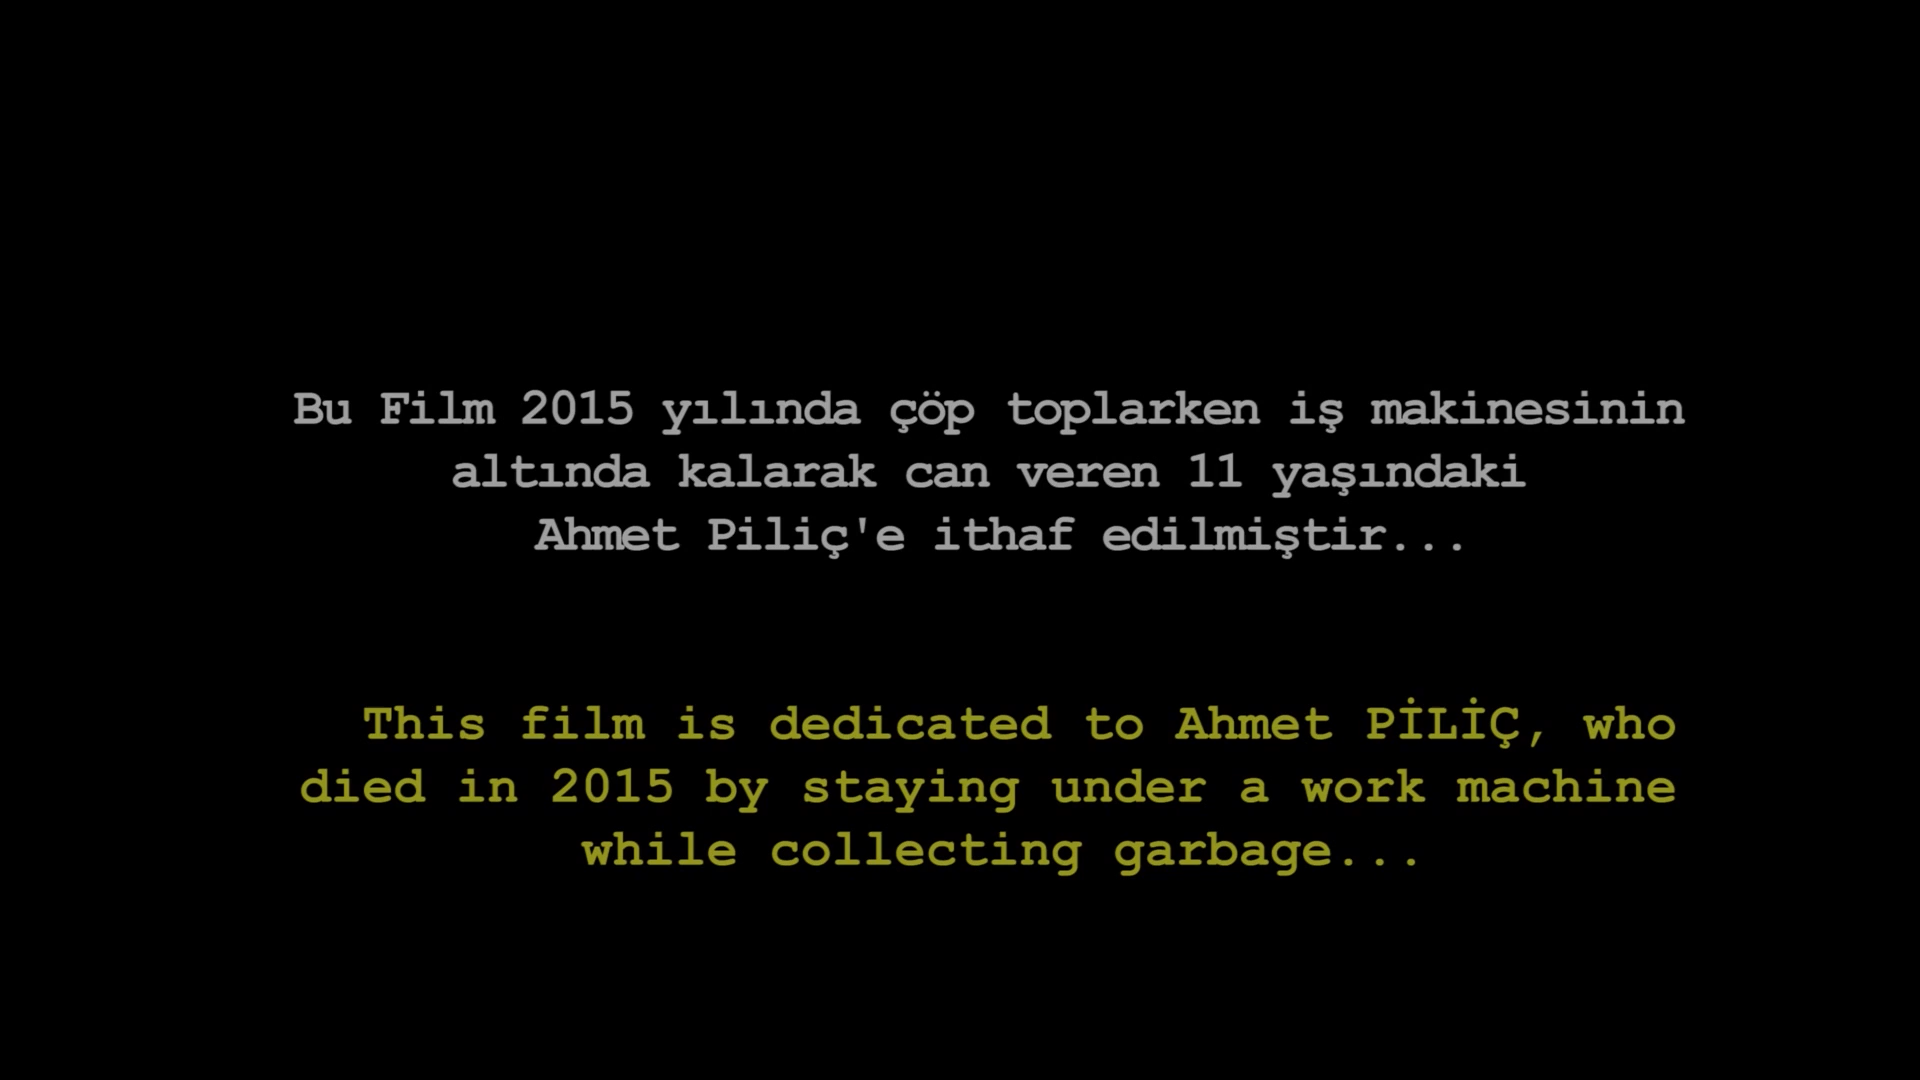 Bu Film 2015 yılında çöp toplarken iş makinesinin
altında kalarak can veren 11 yaşındaki
Ahmet Piliç'e ithaf edilmiştir...
This film is dedicated to Ahmet PİLİÇ, who
died in 2015 by staying under a work machine
while collecting garbage...